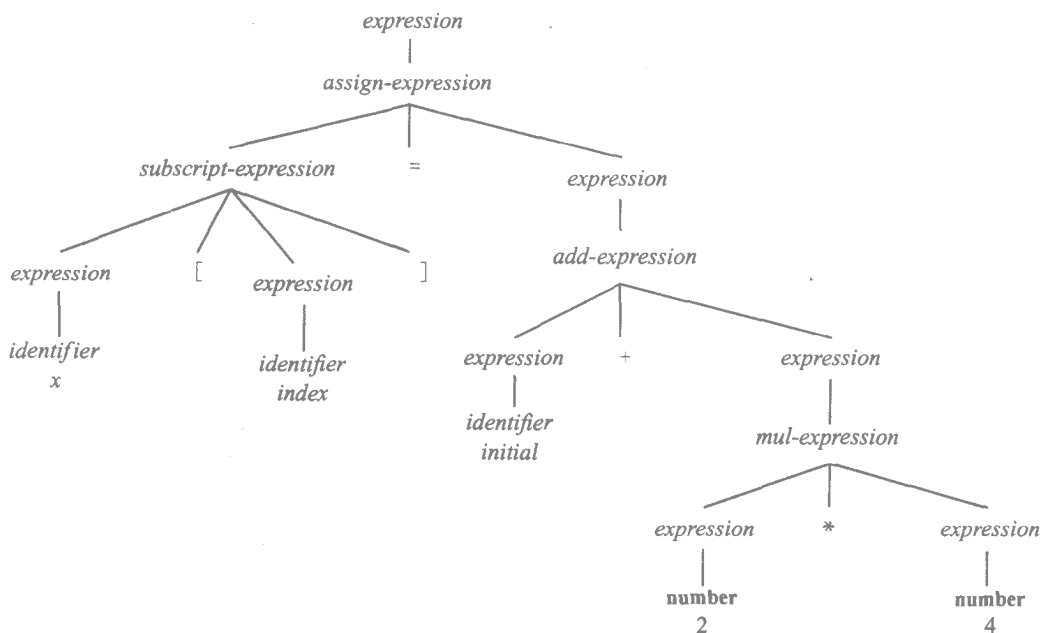 expression
assign-expression
subscript-expression = expression
add-expression
expression [ expression ]
identifier
x
identifier
index
expression + expression
identifier
initial
mul-expression
expression * expression
number
2
number
4